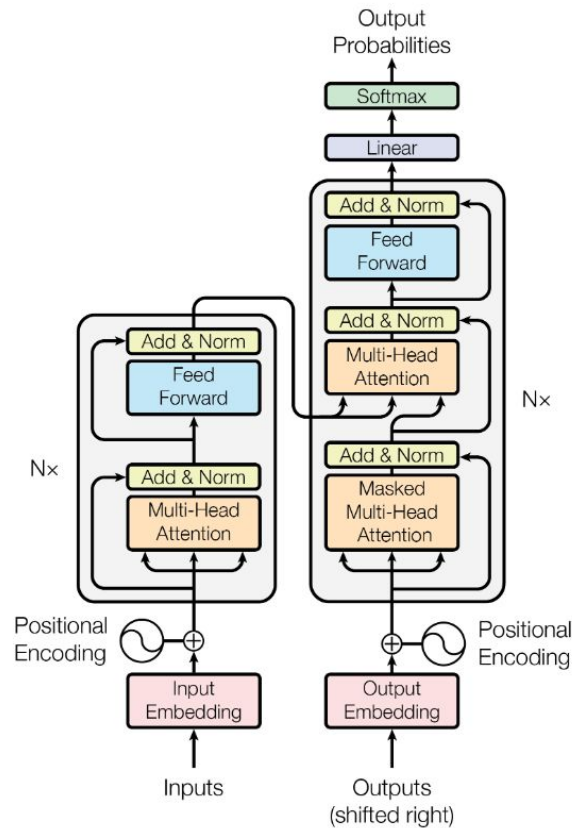 Output
Probabilities
Softmax
Linear
Add & Norm
Feed
Forward
Add & Norm
Multi-Head
Attention
Add & Norm
Masked
Multi-Head
Attention
N×
Add & Norm
Feed
Forward
Add & Norm
Multi-Head
Attention
N×
Positional
Encoding
Positional
Encoding
Input
Embedding
Output
Embedding
Inputs
Outputs
(shifted right)